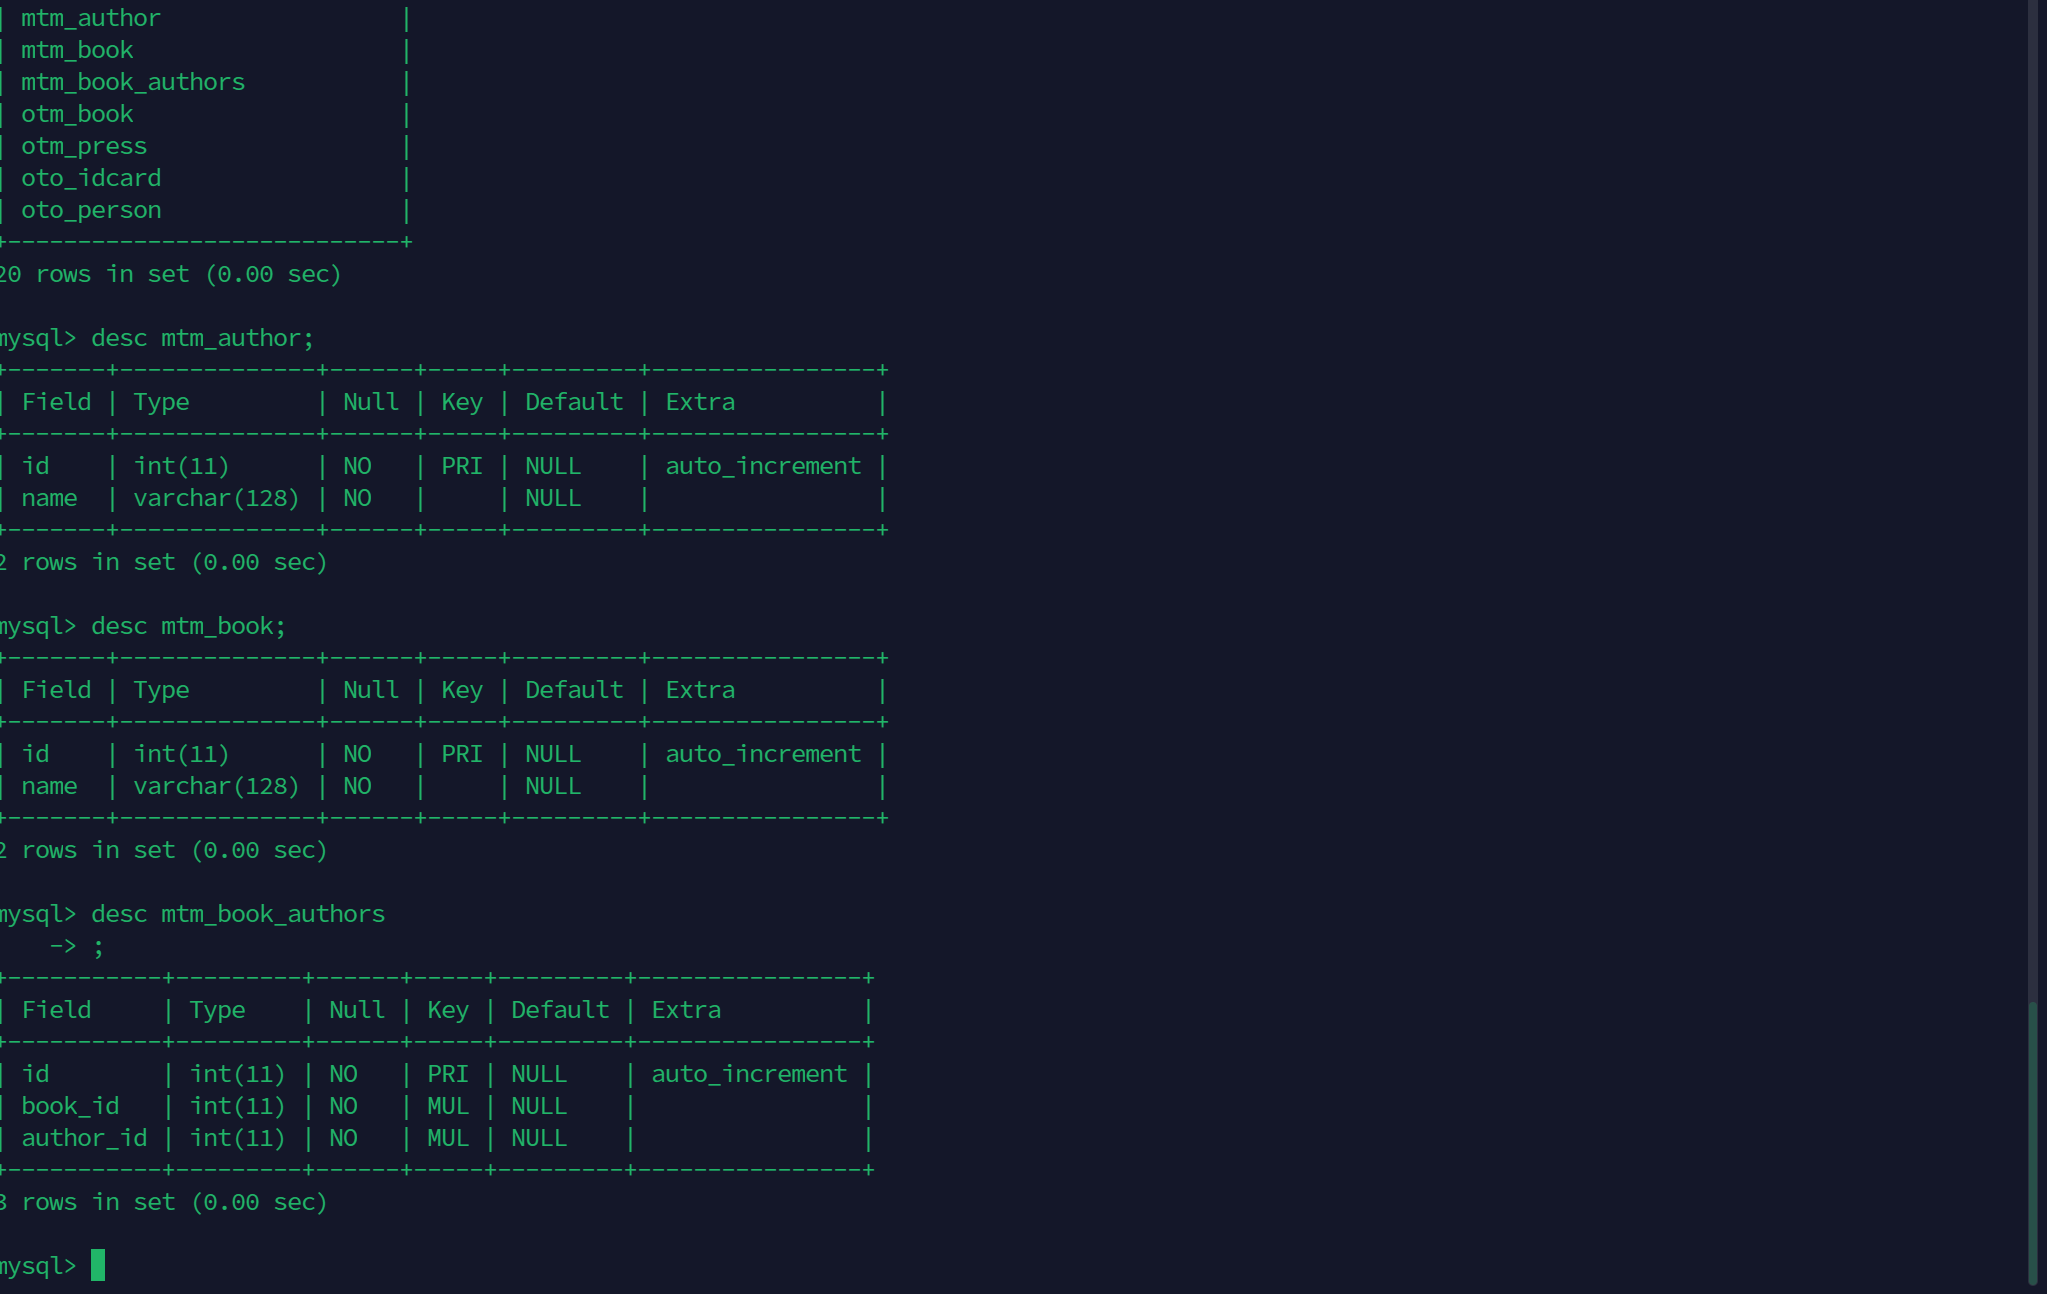 | mtm_author                 |
| mtm_book                   |
| mtm_book_authors           |
| otm_book                   |
| otm_press                  |
| oto_idcard                 |
| oto_person                 |
+----------------------------+
20 rows in set (0.00 sec)

mysql> desc mtm_author;
+-------+--------------+------+-----+---------+----------------+
| Field | Type         | Null | Key | Default | Extra          |
+-------+--------------+------+-----+---------+----------------+
| id    | int(11)      | NO   | PRI | NULL    | auto_increment |
| name  | varchar(128) | NO   |     | NULL    |                |
+-------+--------------+------+-----+---------+----------------+
2 rows in set (0.00 sec)

mysql> desc mtm_book;
+-------+--------------+------+-----+---------+----------------+
| Field | Type         | Null | Key | Default | Extra          |
+-------+--------------+------+-----+---------+----------------+
| id    | int(11)      | NO   | PRI | NULL    | auto_increment |
| name  | varchar(128) | NO   |     | NULL    |                |
+-------+--------------+------+-----+---------+----------------+
2 rows in set (0.00 sec)

mysql> desc mtm_book_authors
    -> ;
+-----------+---------+------+-----+---------+----------------+
| Field     | Type    | Null | Key | Default | Extra          |
+-----------+---------+------+-----+---------+----------------+
| id        | int(11) | NO   | PRI | NULL    | auto_increment |
| book_id   | int(11) | NO   | MUL | NULL    |                |
| author_id | int(11) | NO   | MUL | NULL    |                |
+-----------+---------+------+-----+---------+----------------+
3 rows in set (0.00 sec)

mysql>